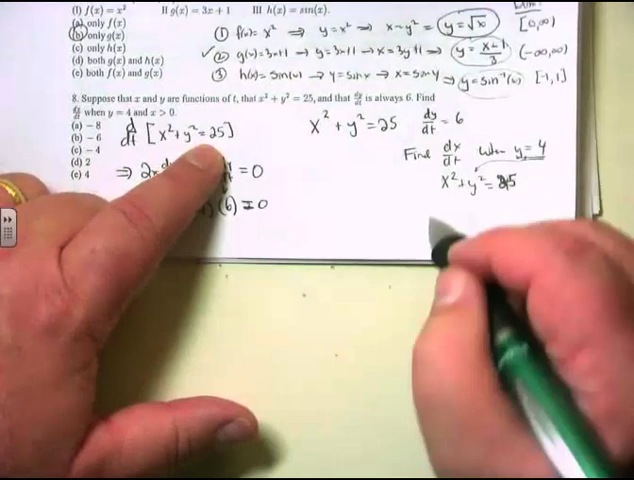 (I) f(x) = x² II g(x) = 3x + 1 III h(x) = sin(x).
(a) only f(x)
(b) only g(x)
(c) only h(x)
(d) both g(x) and h(x)
(e) both f(x) and g(x)
① f(x) = x² ⇒ y = x² ⇒ x = y² = y = √x [0,∞)
✓② g(x) = 3x+1 → y = 3x+1 → x = 3y+1 → y = x-1/3 (-∞,∞)
③ h(x) = sin(x) → y = sin x → x = sin y → y = sin⁻¹(x) [-1,1]
8. Suppose that x and y are functions of t, that x² + y² = 25, and that dy/dt is always 6. Find
dx/dt when y = 4 and x > 0.
(a) − 8
(b) − 6
(c) − 4
(d) 2
(e) 4
d/dt [x² + y² = 25]
⇒ 2x = 0
(6) = 0
x² + y² = 25 dy/dt = 6
Find dx/dt when y = 4
x² + y² = 25